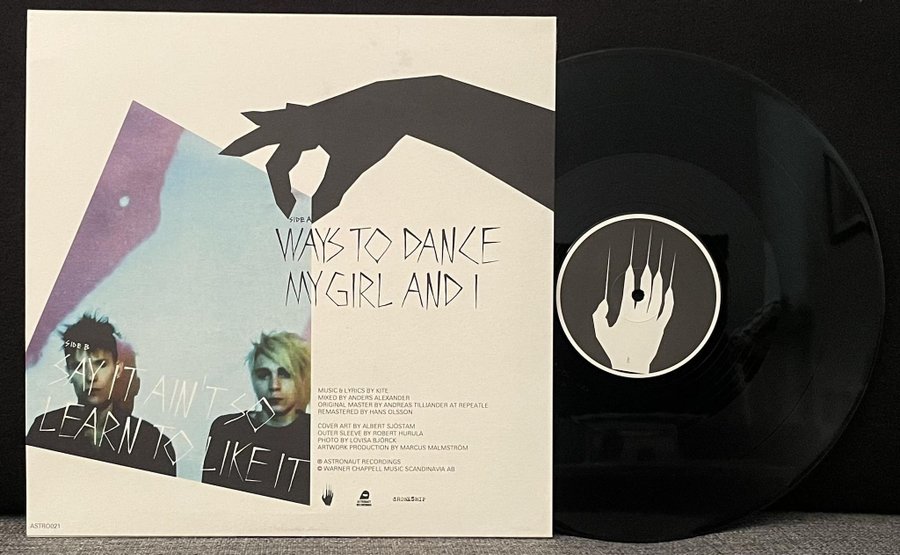 SIDE A
WAYS TO DANCE
MY GIRL AND I
SIDE B
SAY IT AIN'T SO
LEARN TO LIKE IT
MUSIC & LYRICS BY KITE
MIXED BY ANDERS ALEXANDER
ORIGINAL MASTER BY ANDREAS TILLIANDER AT REPEATLE
REMASTERED BY HANS OLSSON
COVER ART BY ALBERT SJÖSTAM
OUTER SLEEVE BY ROBERT HURULA
PHOTO BY LOVISA BJÖRCK
ARTWORK PRODUCTION BY MARCUS MALMSTRÖM
℗ ASTRONAUT RECORDINGS
© WARNER CHAPPELL MUSIC SCANDINAVIA AB
ASTRO021